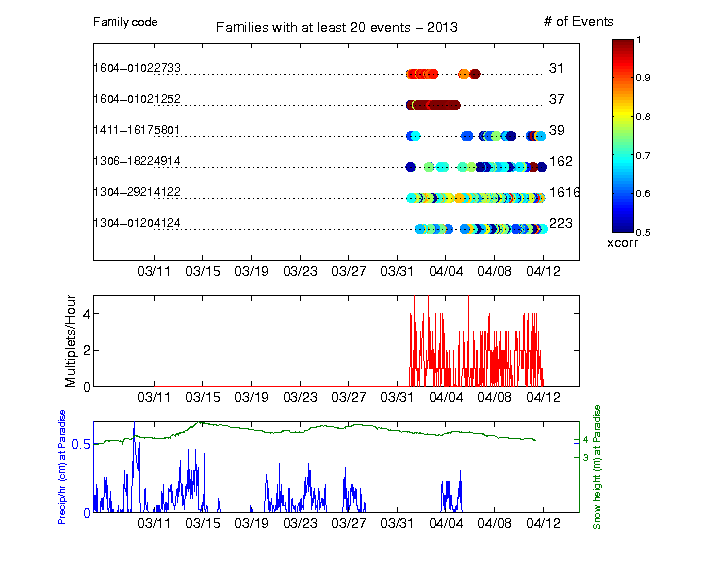 Family code
Families with at least 20 events − 2013
# of Events
1604−01022733
31
1604−01021252
37
1411−16175801
39
1306−18224914
162
1304−29214122
1616
1304−01204124
223
03/11 03/15 03/19 03/23 03/27 03/31 04/04 04/08 04/12
1
0.9
0.8
0.7
0.6
0.5
xcorr
Multiplets/Hour
4
2
0
03/11 03/15 03/19 03/23 03/27 03/31 04/04 04/08 04/12
Precip/hr (cm) at Paradise
0.5
0
03/11 03/15 03/19 03/23 03/27 03/31 04/04 04/08 04/12
4
3
Snow height (m) at Paradise